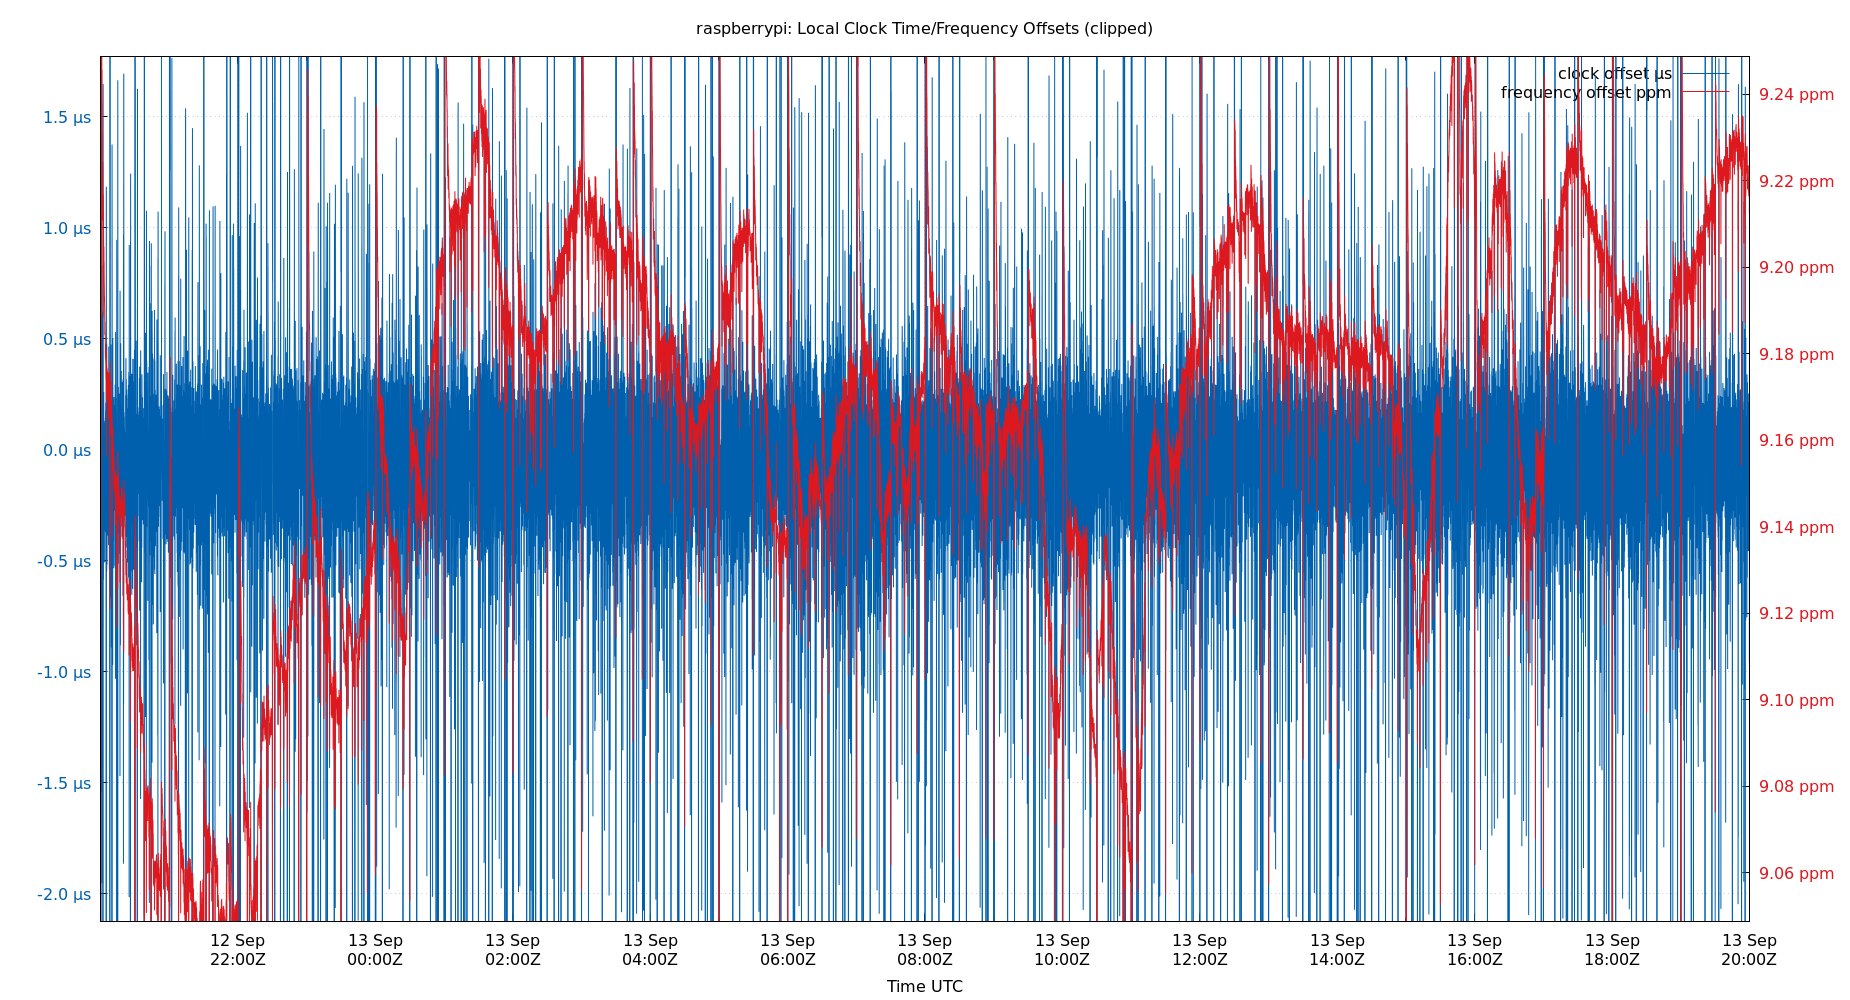 raspberrypi: Local Clock Time/Frequency Offsets (clipped)
clock offset µs
frequency offset ppm
1.5 µs
1.0 µs
0.5 µs
0.0 µs
-0.5 µs
-1.0 µs
-1.5 µs
-2.0 µs
9.24 ppm
9.22 ppm
9.20 ppm
9.18 ppm
9.16 ppm
9.14 ppm
9.12 ppm
9.10 ppm
9.08 ppm
9.06 ppm
12 Sep 13 Sep 13 Sep 13 Sep 13 Sep 13 Sep 13 Sep 13 Sep 13 Sep 13 Sep 13 Sep 13 Sep
22:00Z 00:00Z 02:00Z 04:00Z 06:00Z 08:00Z 10:00Z 12:00Z 14:00Z 16:00Z 18:00Z 20:00Z
Time UTC